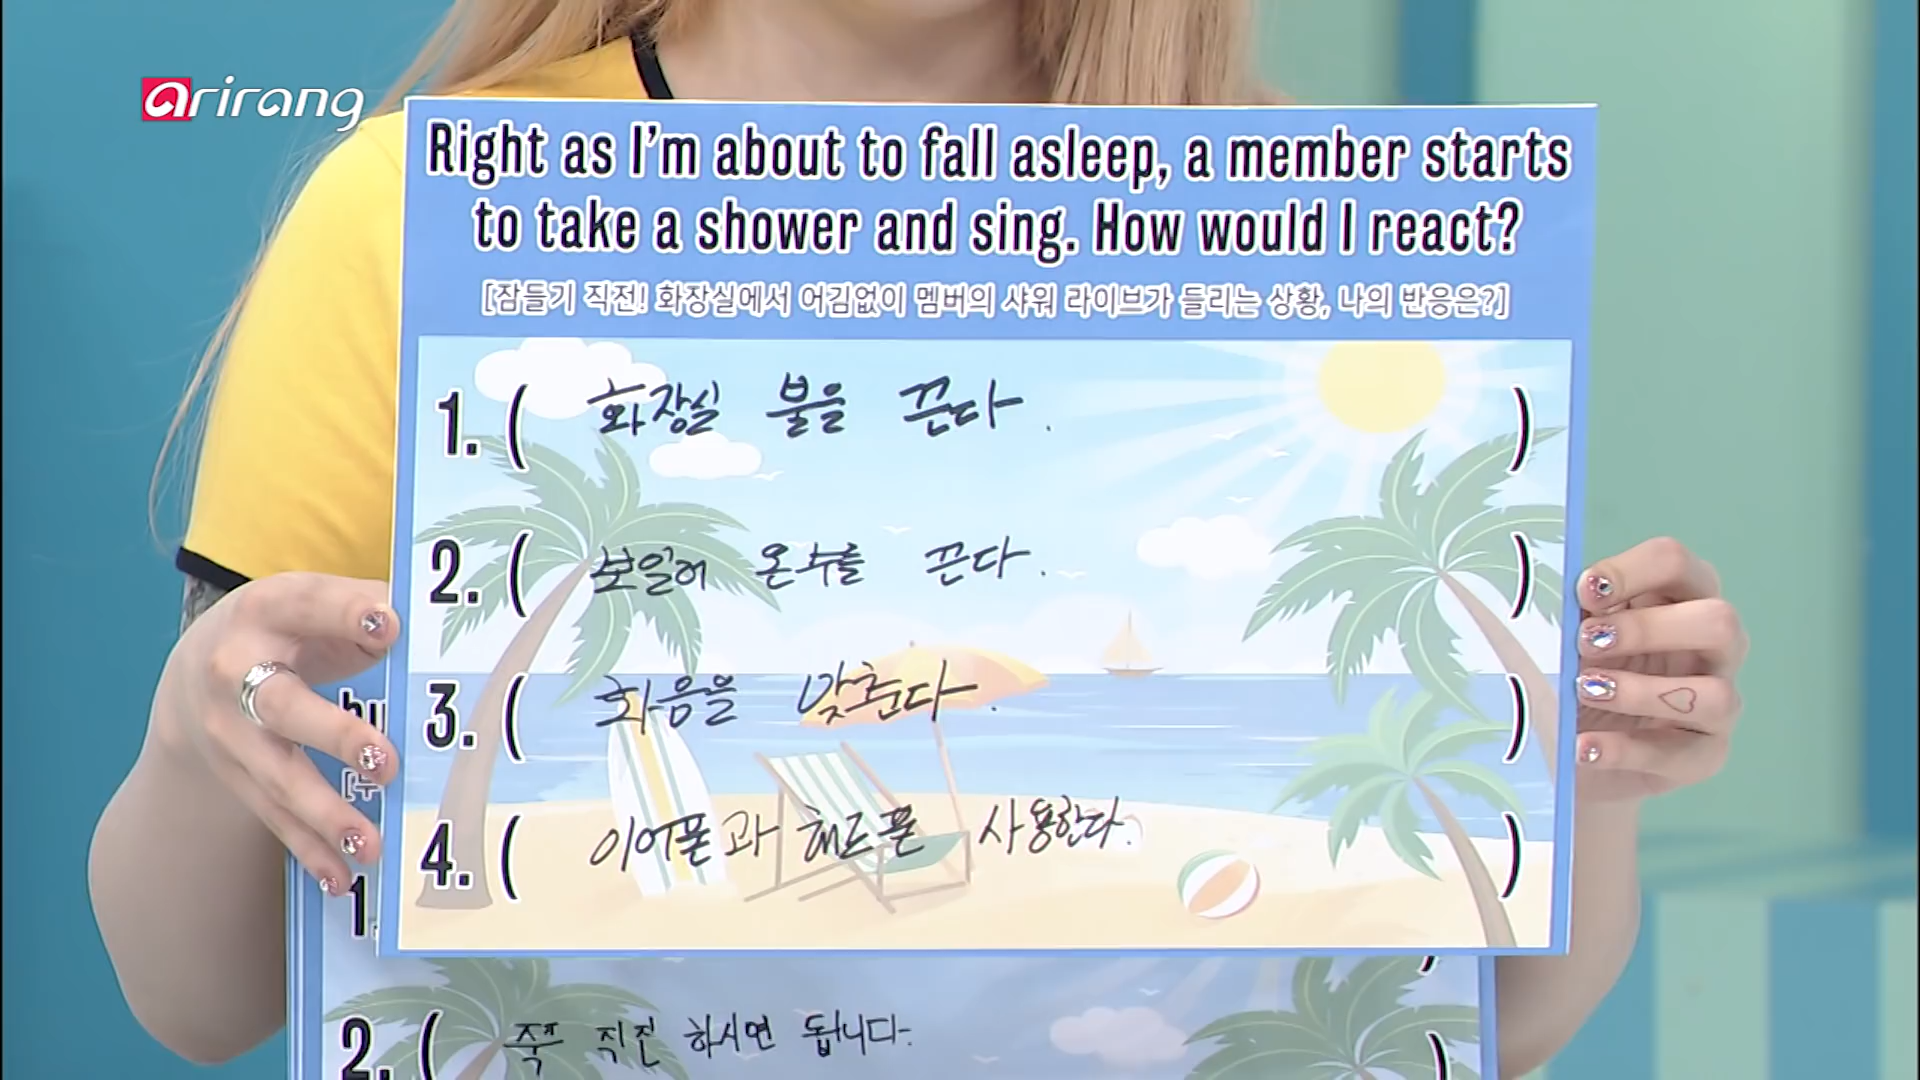 arirang
Right as I'm about to fall asleep, a member starts
to take a shower and sing. How would I react?
[잠들기 직전! 화장실에서 어김없이 멤버의 샤워 라이브가 들리는 상황, 나의 반응은?]
1. ( 화장실 불을 끈다. )
2. ( 보일러 온수를 끈다. )
3. ( 화음을 맞춘다. )
4. ( 이어폰과 헤드폰 사용한다. )
1.
2. ( 쭉 직진 하시면 됩니다. )